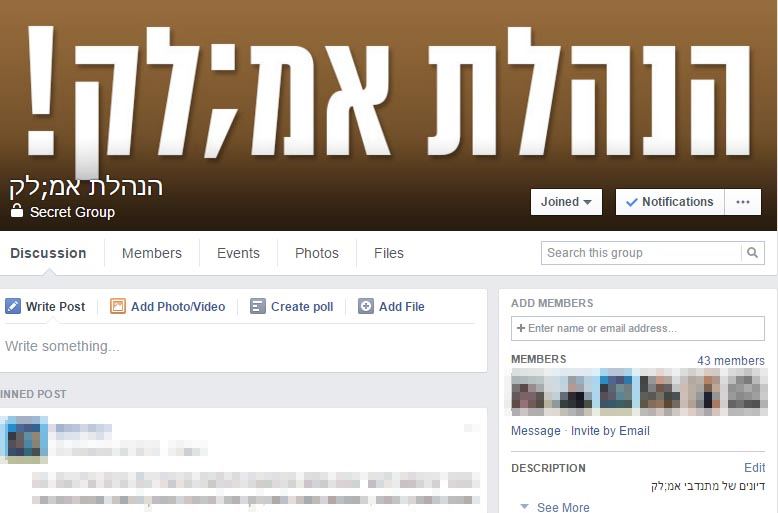 הנהלת אמ;לק!
הנהלת אמ;לק
Secret Group
Joined
Notifications
Discussion
Members
Events
Photos
Files
Search this group
Write Post
Add Photo/Video
Create poll
Add File
Write something...
INNED POST
ADD MEMBERS
+ Enter name or email address...
MEMBERS
43 members
Message · Invite by Email
DESCRIPTION
Edit
דיונים של מתנדבי אמ;לק
See More